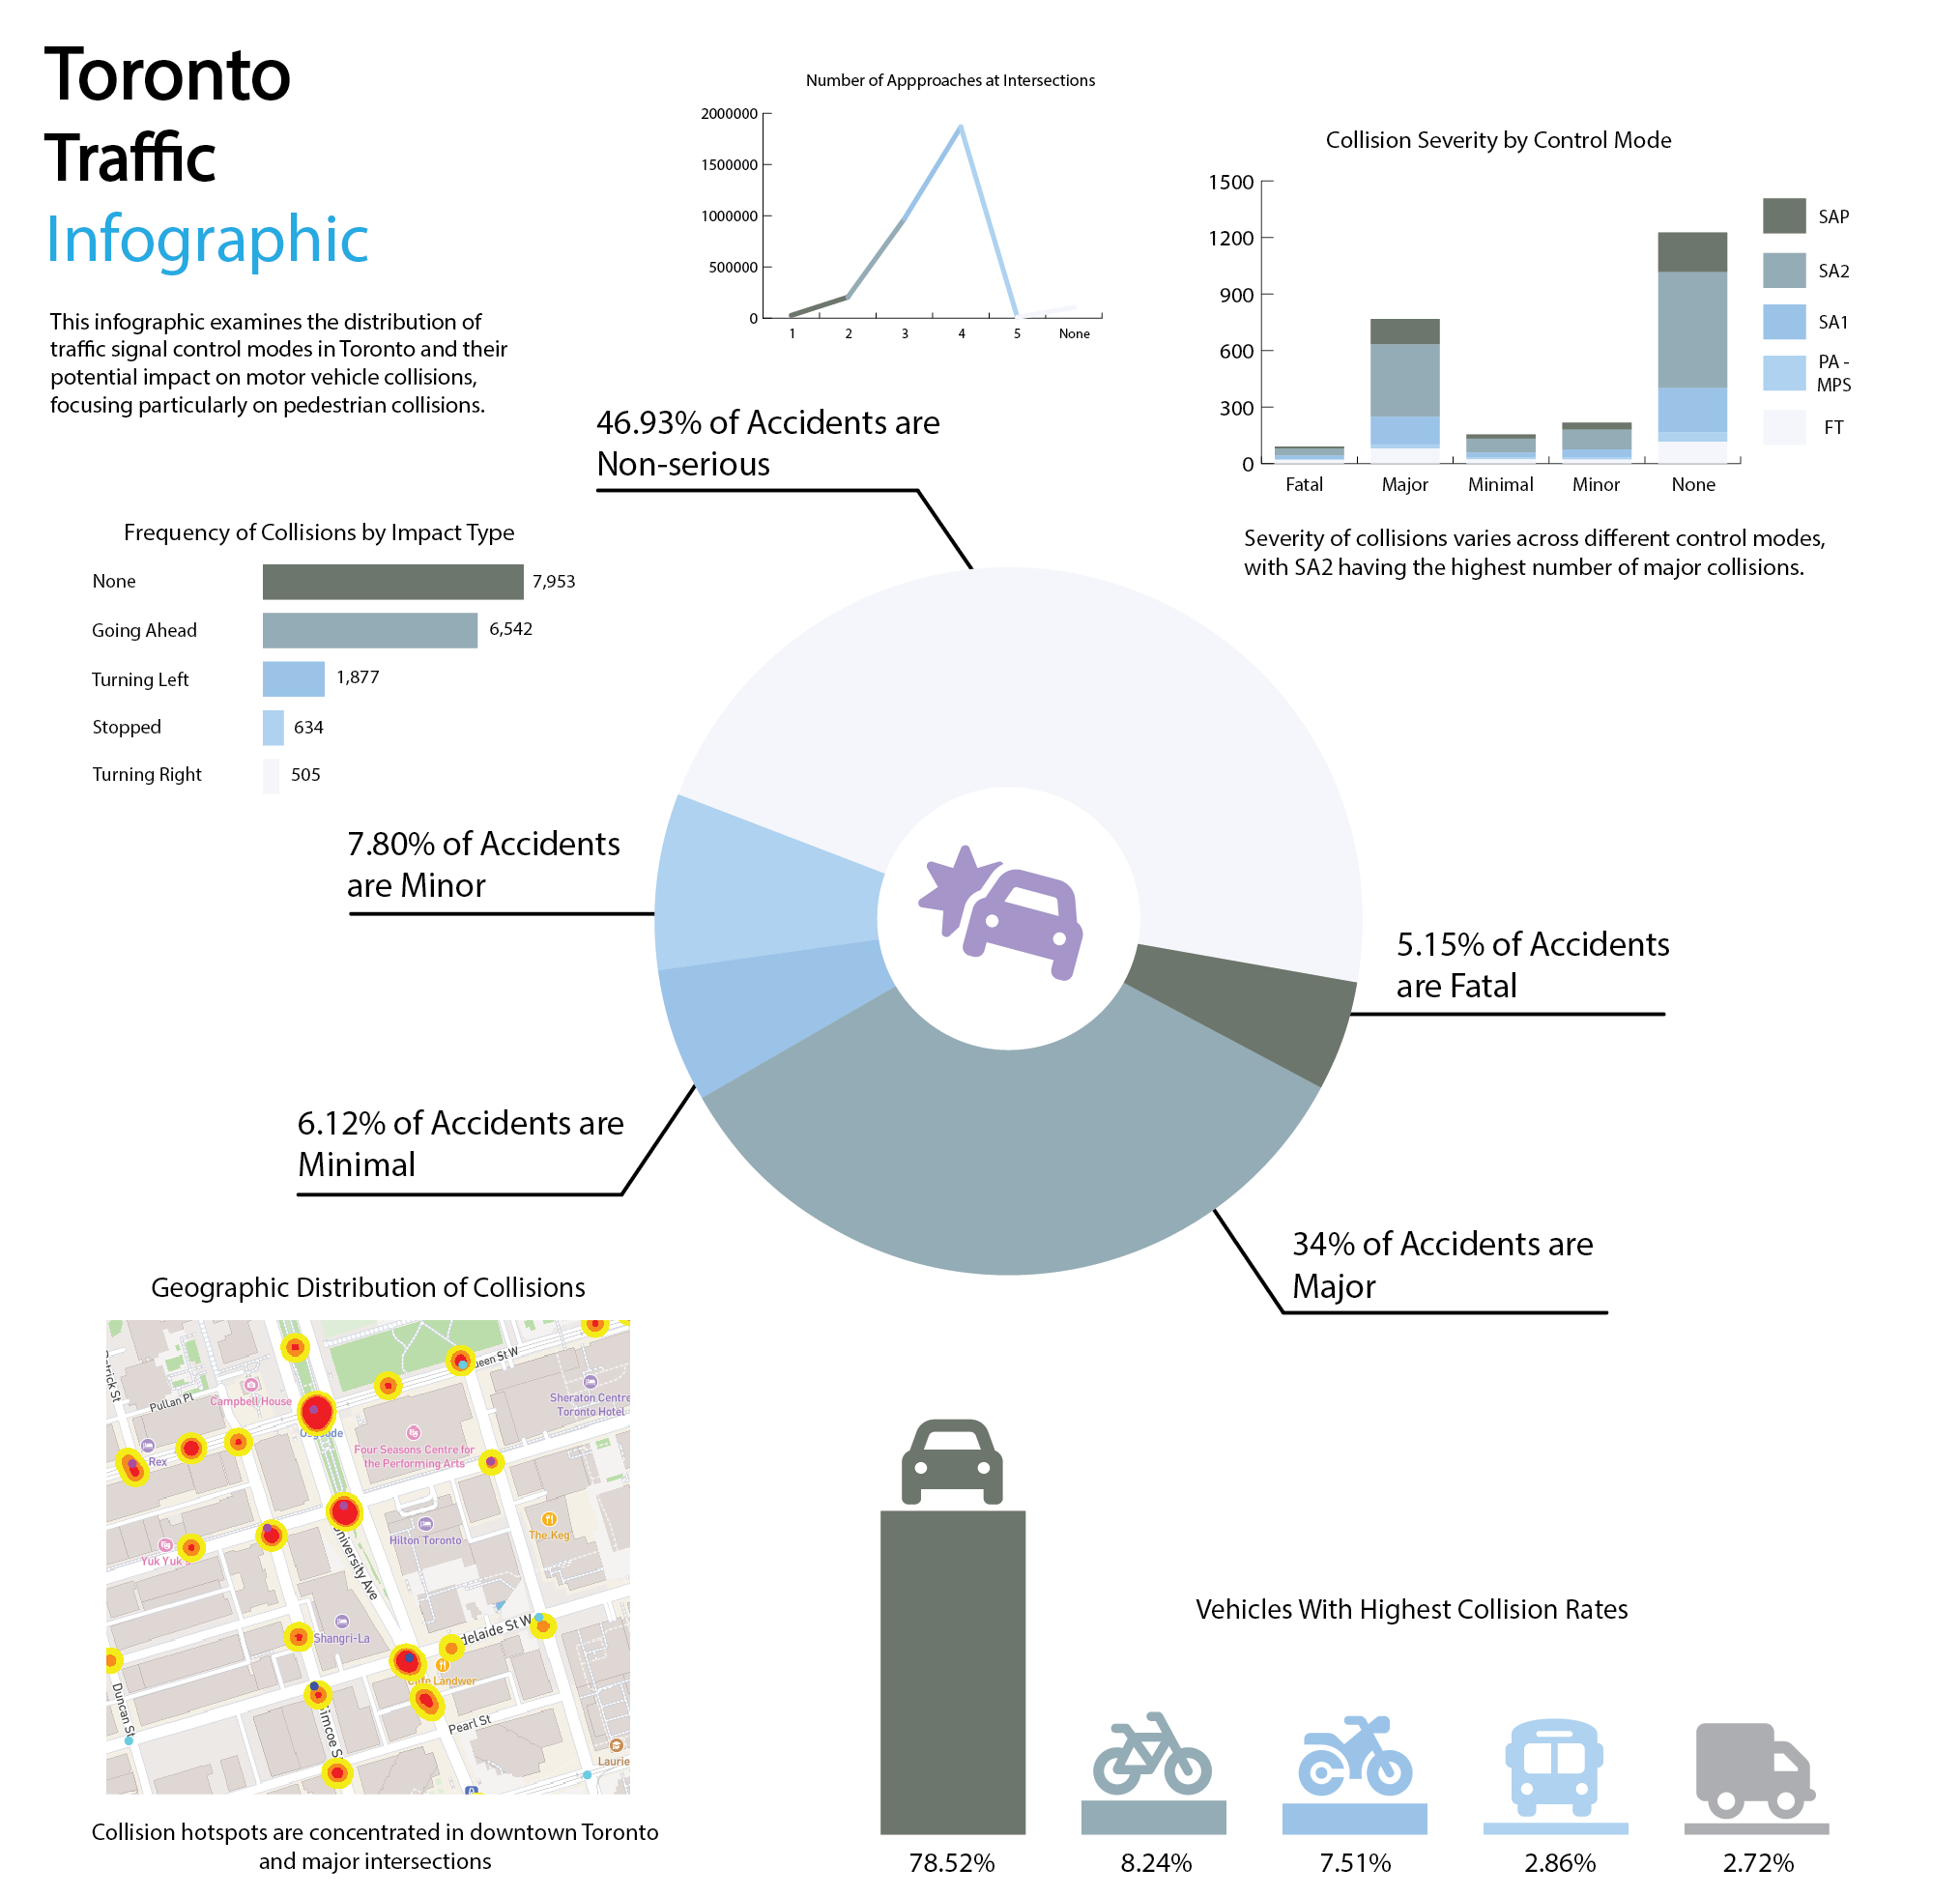 Toronto
Traffic
Infographic
This infographic examines the distribution of
traffic signal control modes in Toronto and their
potential impact on motor vehicle collisions,
focusing particularly on pedestrian collisions.
Number of Appproaches at Intersections
2000000
1500000
1000000
500000
0
1 2 3 4 5 None
Collision Severity by Control Mode
1500
1200
900
600
300
0
Fatal Major Minimal Minor None
SAP
SA2
SA1
PA -
MPS
FT
Severity of collisions varies across different control modes,
with SA2 having the highest number of major collisions.
46.93% of Accidents are
Non-serious
Frequency of Collisions by Impact Type
None 7,953
Going Ahead 6,542
Turning Left 1,877
Stopped 634
Turning Right 505
7.80% of Accidents
are Minor
5.15% of Accidents
are Fatal
6.12% of Accidents are
Minimal
34% of Accidents are
Major
Geographic Distribution of Collisions
trick St
Pullan Pl
Campbell House
ueen St W
Sheraton Centre
Toronto Hotel
Four Seasons Centre for
the Performing Arts
Rex
Yuk Yuk
University Ave
Hilton Toronto
The Keg
Shangri-La
delaide St W
Cafe Landwer
Duncan St
imcoe S
Pearl St
Laurie
Collision hotspots are concentrated in downtown Toronto
and major intersections
Vehicles With Highest Collision Rates
78.52% 8.24% 7.51% 2.86% 2.72%